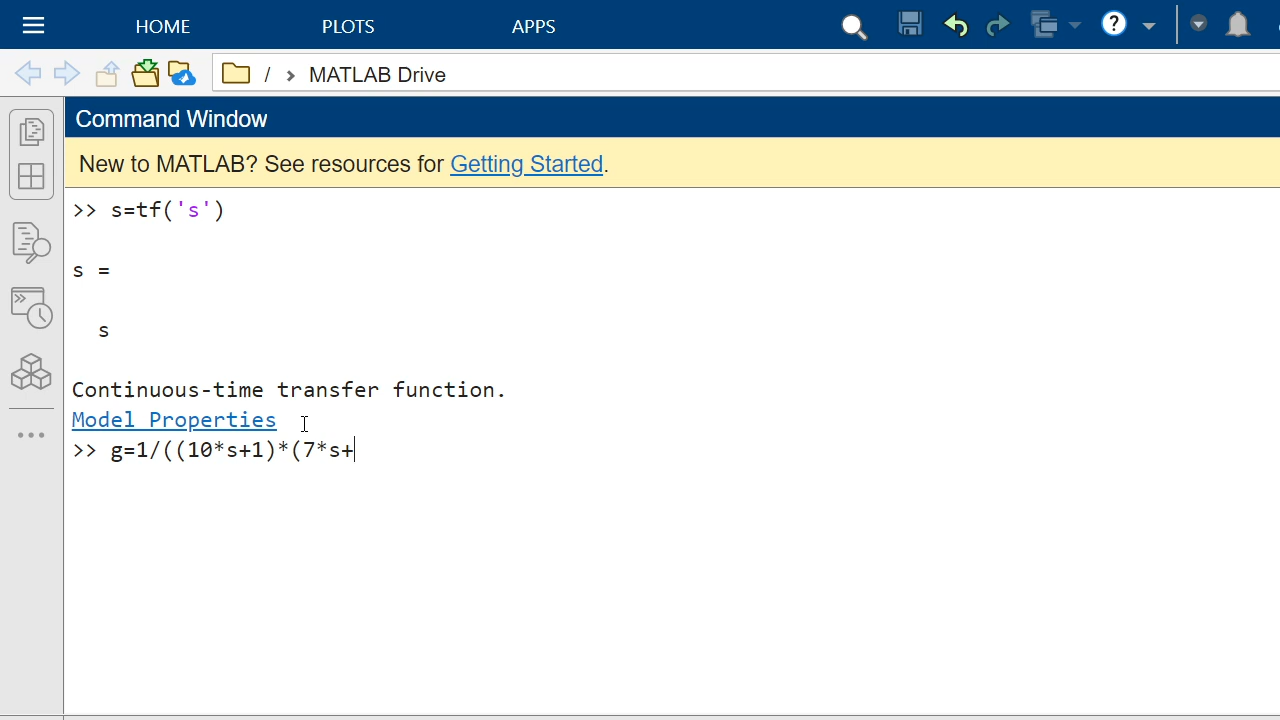 HOME PLOTS APPS
/ > MATLAB Drive
Command Window
New to MATLAB? See resources for Getting Started.
>> s=tf('s')
s =
s
Continuous-time transfer function.
Model Properties
>> g=1/((10*s+1)*(7*s+